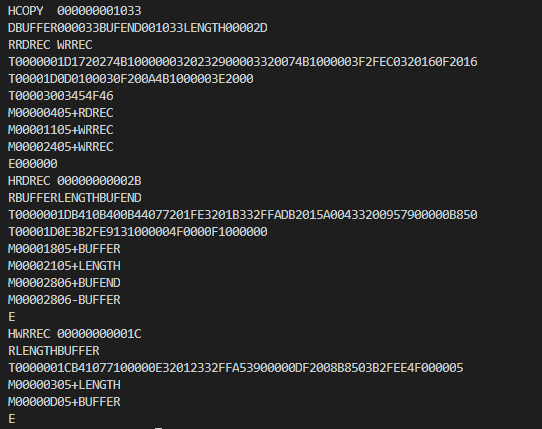 HCOPY  000000001033
DBUFFER000033BUFEND001033LENGTH00002D
RRDREC WRREC
T0000001D1720274B1000000320232900003320074B1000003F2FEC0320160F2016
T00001D0D0100030F200A4B1000003E2000
T00003003454F46
M00000405+RDREC
M00001105+WRREC
M00002405+WRREC
E000000
HRDREC 00000000002B
RBUFFERLENGTHBUFEND
T0000001DB410B400B44077201FE3201B332FFADB2015A00433200957900000B850
T00001D0E3B2FE9131000004F0000F1000000
M00001805+BUFFER
M00002105+LENGTH
M00002806+BUFEND
M00002806-BUFFER
E
HWRREC 00000000001C
RLENGTHBUFFER
T0000001CB41077100000E32012332FFA53900000DF2008B8503B2FEE4F000005
M00000305+LENGTH
M00000D05+BUFFER
E